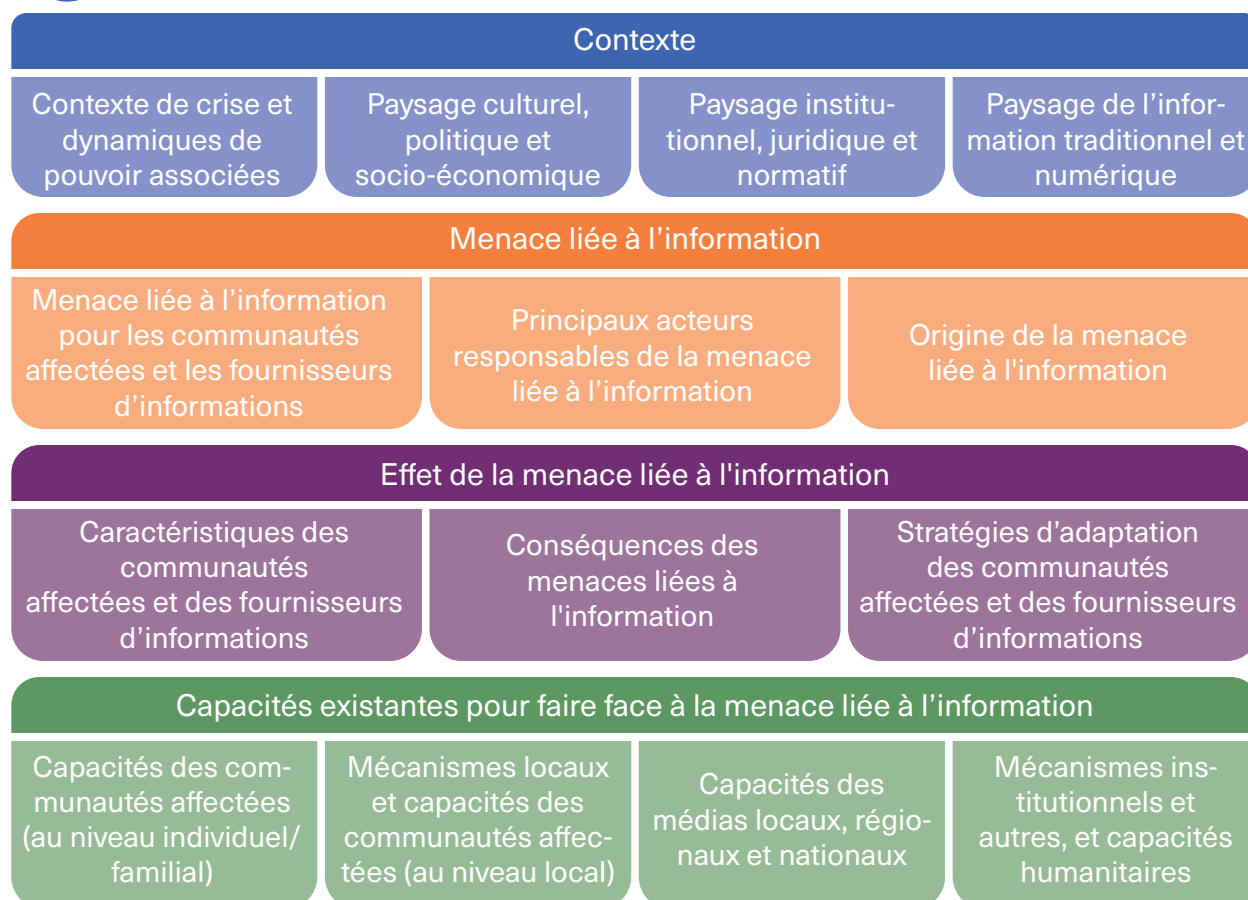 Contexte
Contexte de crise et
dynamiques de
pouvoir associées
Paysage culturel,
politique et
socio-économique
Paysage institu-
tionnel, juridique et
normatif
Paysage de l’infor-
mation traditionnel et
numérique
Menace liée à l’information
Menace liée à l’information
pour les communautés
affectées et les fournisseurs
d’informations
Principaux acteurs
responsables de la menace
liée à l’information
Origine de la menace
liée à l'information
Effet de la menace liée à l'information
Caractéristiques des
communautés
affectées et des fournisseurs
d’informations
Conséquences des
menaces liées à
l'information
Stratégies d’adaptation
des communautés
affectées et des fournisseurs
d’informations
Capacités existantes pour faire face à la menace liée à l’information
Capacités des com-
munautés affectées
(au niveau individuel/
familial)
Mécanismes locaux
et capacités des
communautés affec-
tées (au niveau local)
Capacités des
médias locaux, régio-
naux et nationaux
Mécanismes ins-
titutionnels et
autres, et capacités
humanitaires